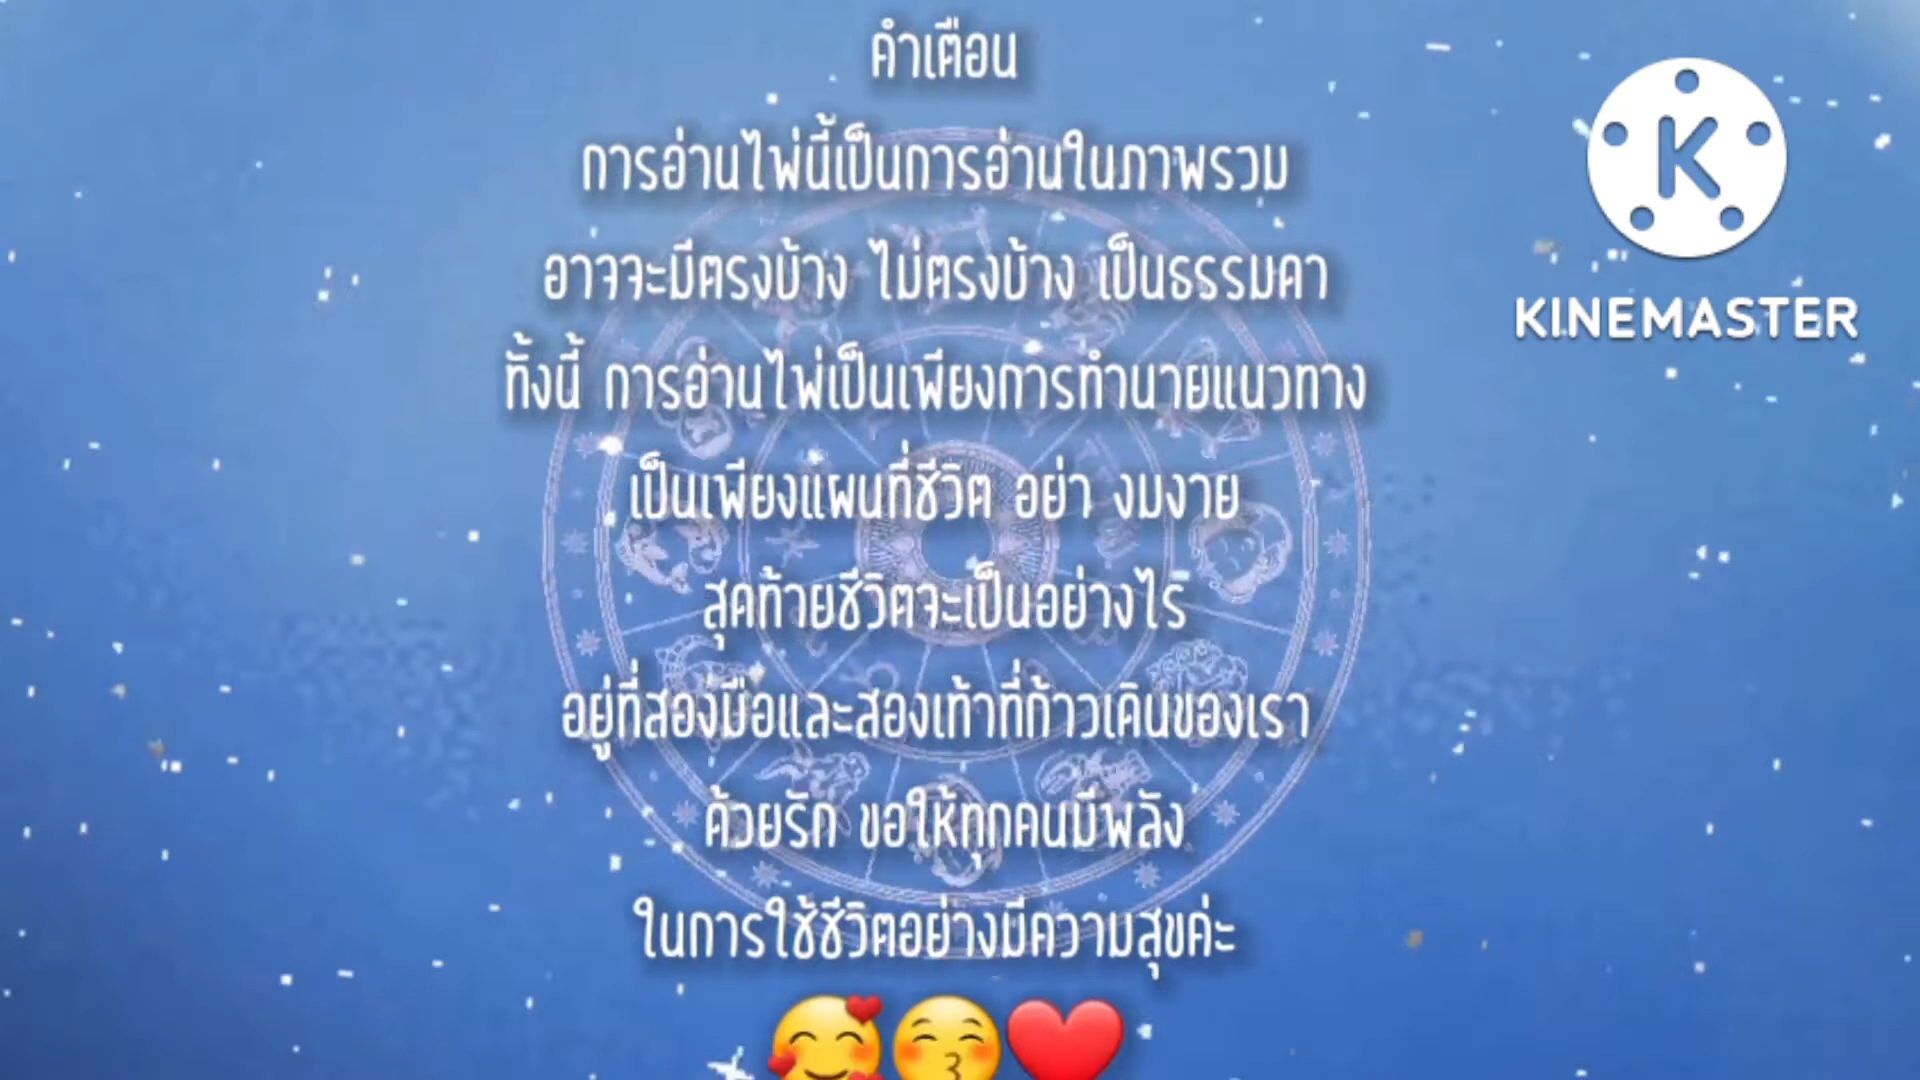 คำเตือน
การอ่านไพ่นี้เป็นการอ่านในภาพรวม
อาจจะมีตรงบ้าง ไม่ตรงบ้าง เป็นธรรมดา
ทั้งนี้ การอ่านไพ่เป็นเพียงการทำนายแนวทาง
เป็นเพียงแผนที่ชีวิต อย่า งมงาย
สุดท้ายชีวิตจะเป็นอย่างไร
อยู่ที่สองมือและสองเท้าที่ก้าวเดินของเรา
ด้วยรัก ขอให้ทุกคนมีพลัง
ในการใช้ชีวิตอย่างมีความสุขค่ะ
K
KINEMASTER